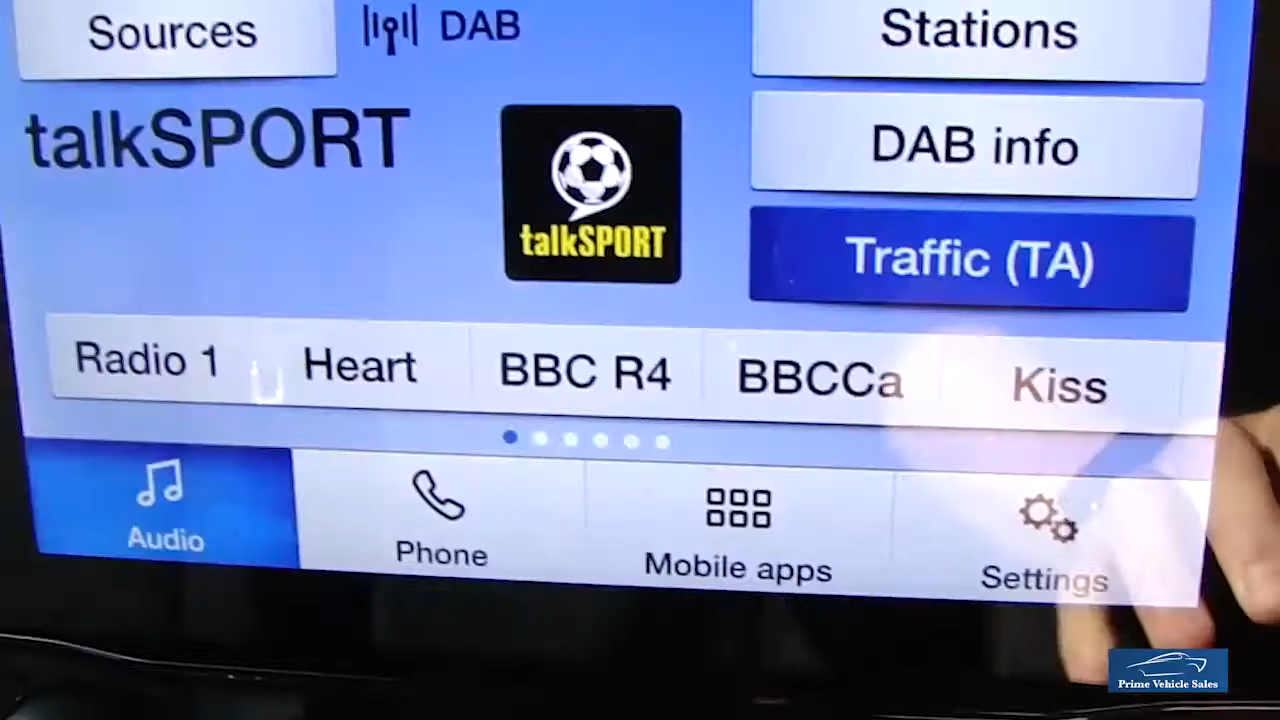 Sources
DAB
Stations
talkSPORT
talkSPORT
DAB info
Traffic (TA)
Radio 1
Heart
BBC R4
BBCCa
Kiss
Audio
Phone
Mobile apps
Settings
Prime Vehicle Sales